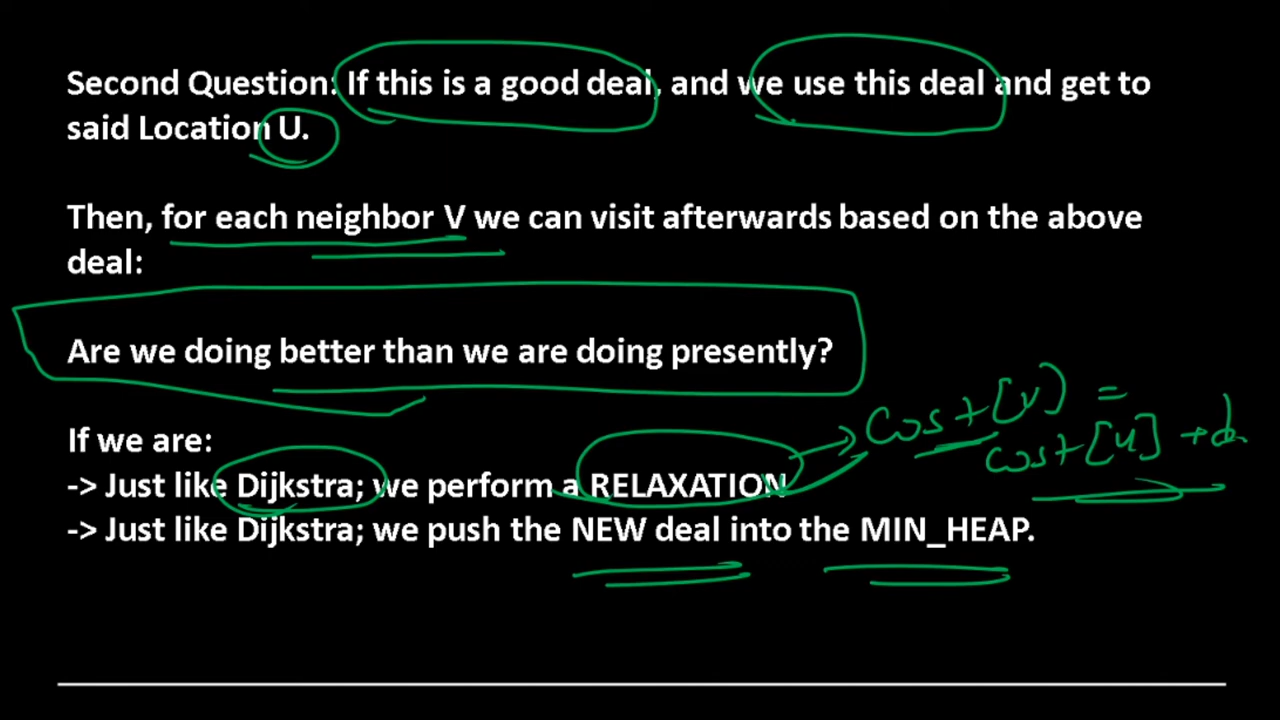 Second Question: If this is a good deal, and we use this deal and get to
said Location U.
Then, for each neighbor V we can visit afterwards based on the above
deal:
Are we doing better than we are doing presently?
If we are:
-> Just like Dijkstra; we perform a RELAXATION
-> Just like Dijkstra; we push the NEW deal into the MIN_HEAP.
Cost[v] =
cost[u] +